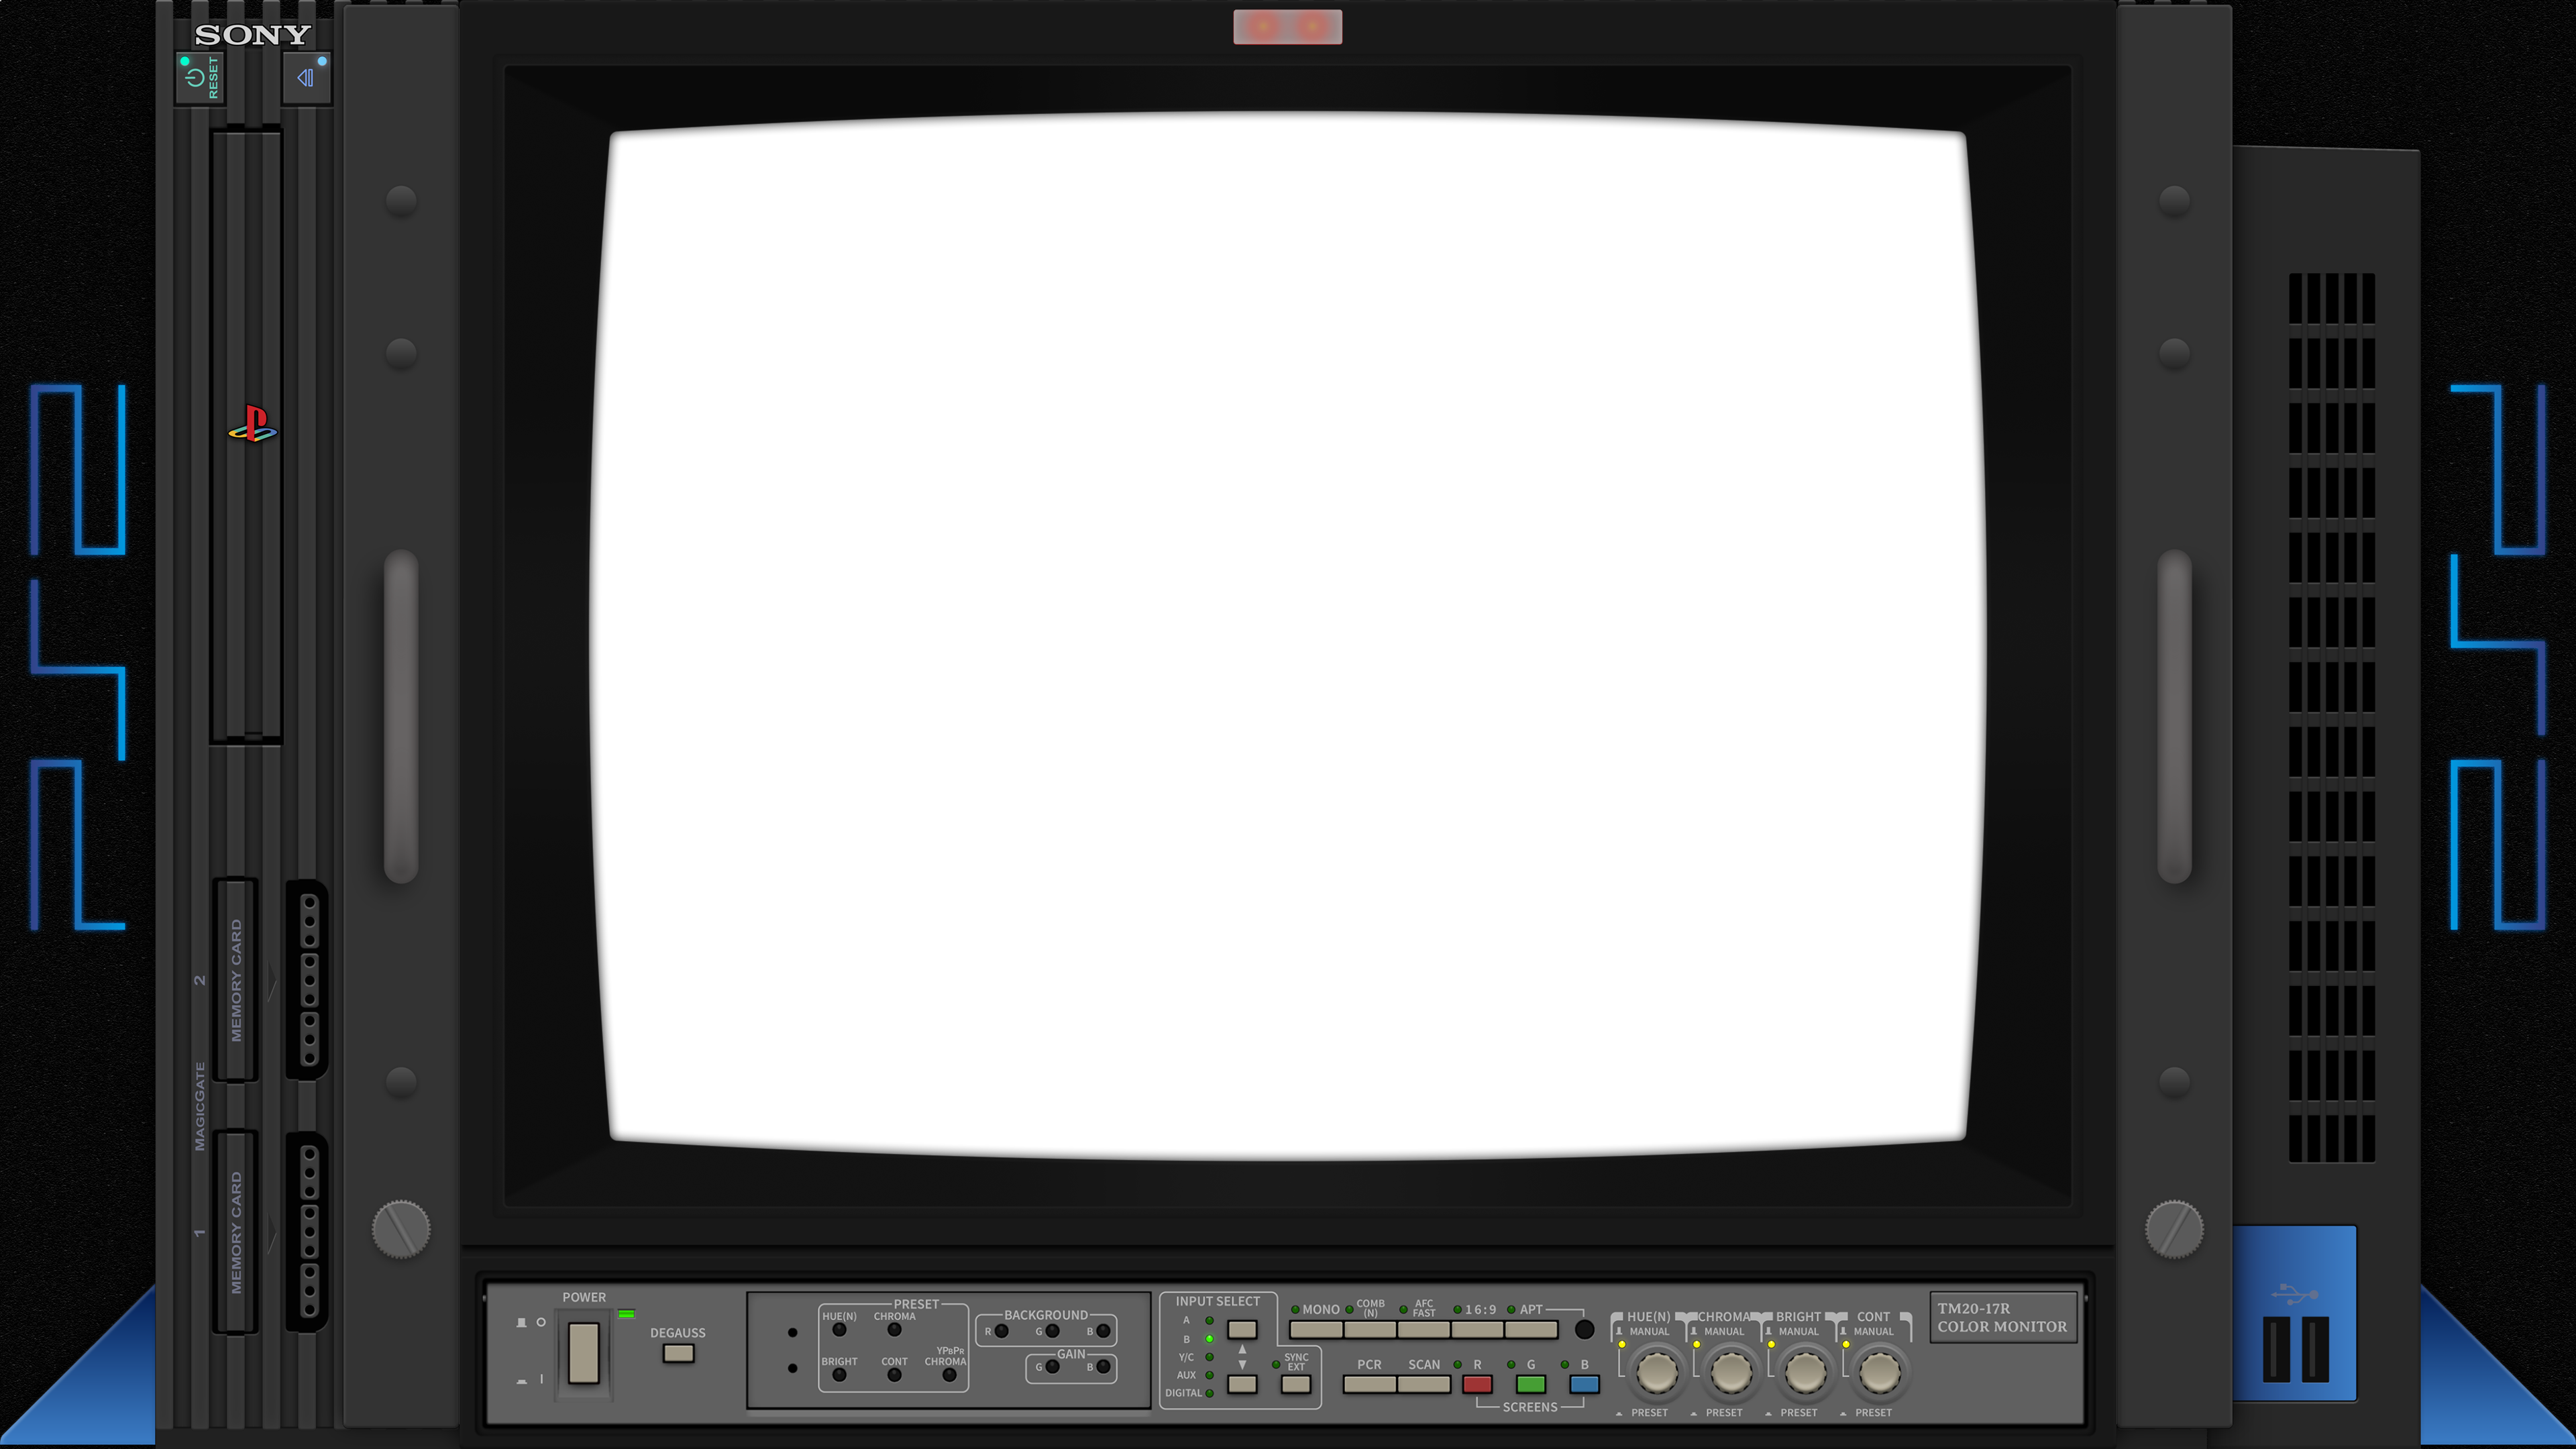 SONY
RESET
MEMORY CARD
2
MAGICGATE
MEMORY CARD
1
POWER
DEGAUSS
PRESET
HUE(N) CHROMA
BRIGHT CONT YPBPR CHROMA
BACKGROUND
R G B
GAIN
G B
INPUT SELECT
A
B
Y/C
AUX
DIGITAL
SYNC EXT
MONO COMB (N) AFC FAST 16:9 APT
PCR SCAN R G B
SCREENS
HUE(N) CHROMA BRIGHT CONT
MANUAL MANUAL MANUAL MANUAL
PRESET PRESET PRESET PRESET
TM20-17R
COLOR MONITOR